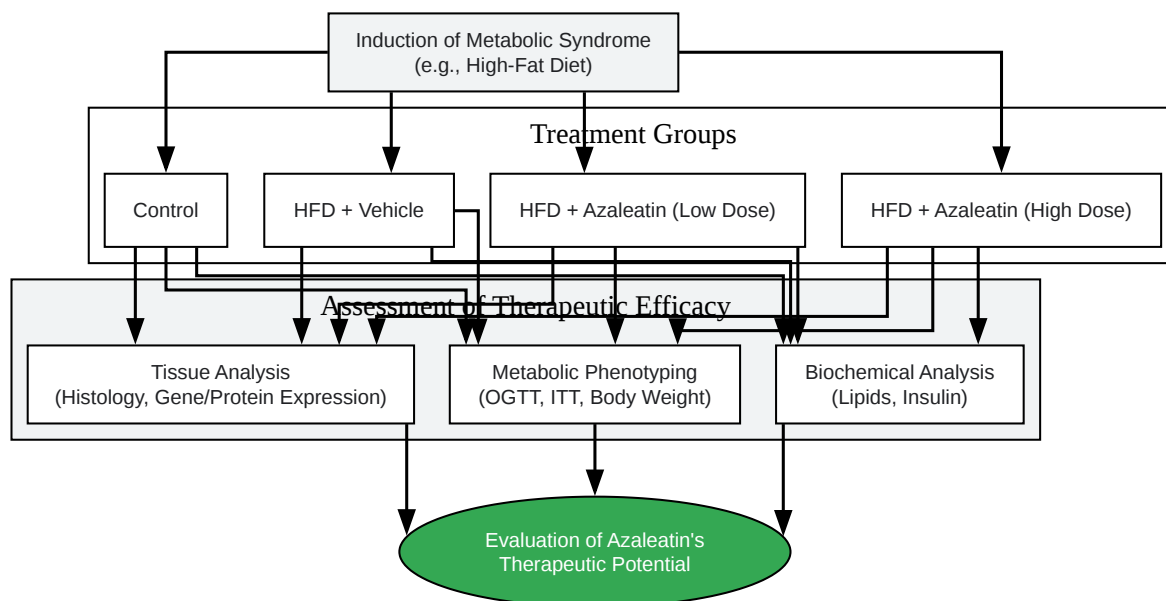 Induction of Metabolic Syndrome
(e.g., High-Fat Diet)
Treatment Groups
Control
HFD + Vehicle
HFD + Azaleatin (Low Dose)
HFD + Azaleatin (High Dose)
Assessment of Therapeutic Efficacy
Tissue Analysis
(Histology, Gene/Protein Expression)
Metabolic Phenotyping
(OGTT, ITT, Body Weight)
Biochemical Analysis
(Lipids, Insulin)
Evaluation of Azaleatin's
Therapeutic Potential